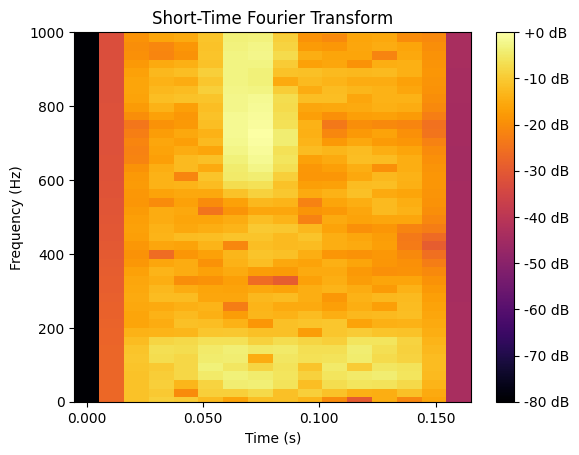 Short-Time Fourier Transform
1000
800
600
400
200
0
Frequency (Hz)
0.000
0.050
0.100
0.150
Time (s)
+0 dB
-10 dB
-20 dB
-30 dB
-40 dB
-50 dB
-60 dB
-70 dB
-80 dB